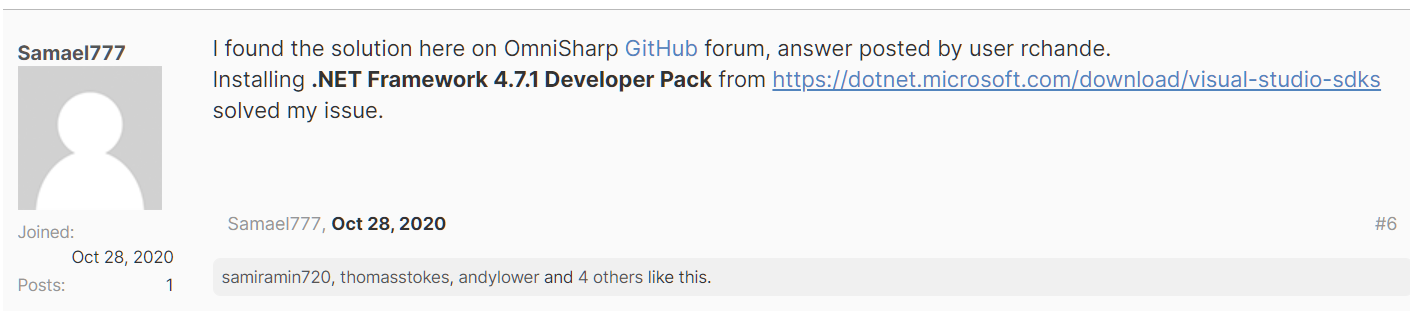 Samael777
I found the solution here on OmniSharp GitHub forum, answer posted by user rchande.
Installing .NET Framework 4.7.1 Developer Pack from https://dotnet.microsoft.com/download/visual-studio-sdks
solved my issue.
Samael777, Oct 28, 2020
#6
Joined:
Oct 28, 2020
Posts: 1
samiramin720, thomasstokes, andylower and 4 others like this.